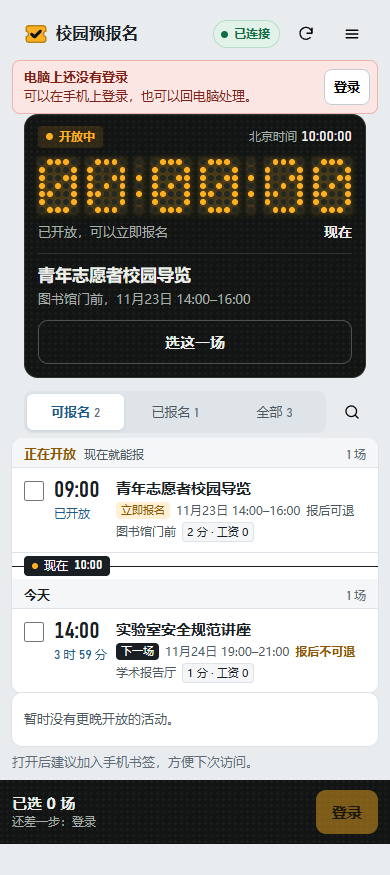 校园预报名
已连接
电脑上还没有登录
可以在手机上登录，也可以回电脑处理。
登录
开放中
北京时间 10:00:00
00:00:00
已开放，可以立即报名
现在
青年志愿者校园导览
图书馆门前，11月23日 14:00–16:00
选这一场
可报名 2
已报名 1
全部 3
正在开放 现在就能报
1 场
09:00
已开放
青年志愿者校园导览
立即报名 11月23日 14:00–16:00 报后可退
图书馆门前 2 分 · 工资 0
现在 10:00
今天
1 场
14:00
3 时 59 分
实验室安全规范讲座
下一场 11月24日 19:00–21:00 报后不可退
学术报告厅 1 分 · 工资 0
暂时没有更晚开放的活动。
打开后建议加入手机书签，方便下次访问。
已选 0 场
还差一步：登录
登录